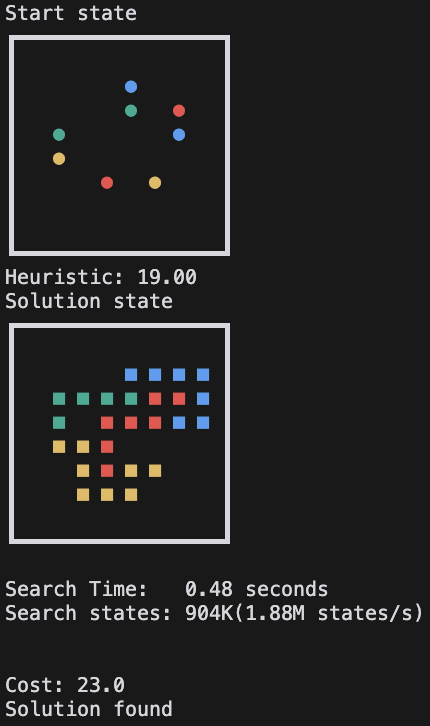 Start state
Heuristic: 19.00
Solution state
Search Time:   0.48 seconds
Search states: 904K(1.88M states/s)
Cost: 23.0
Solution found